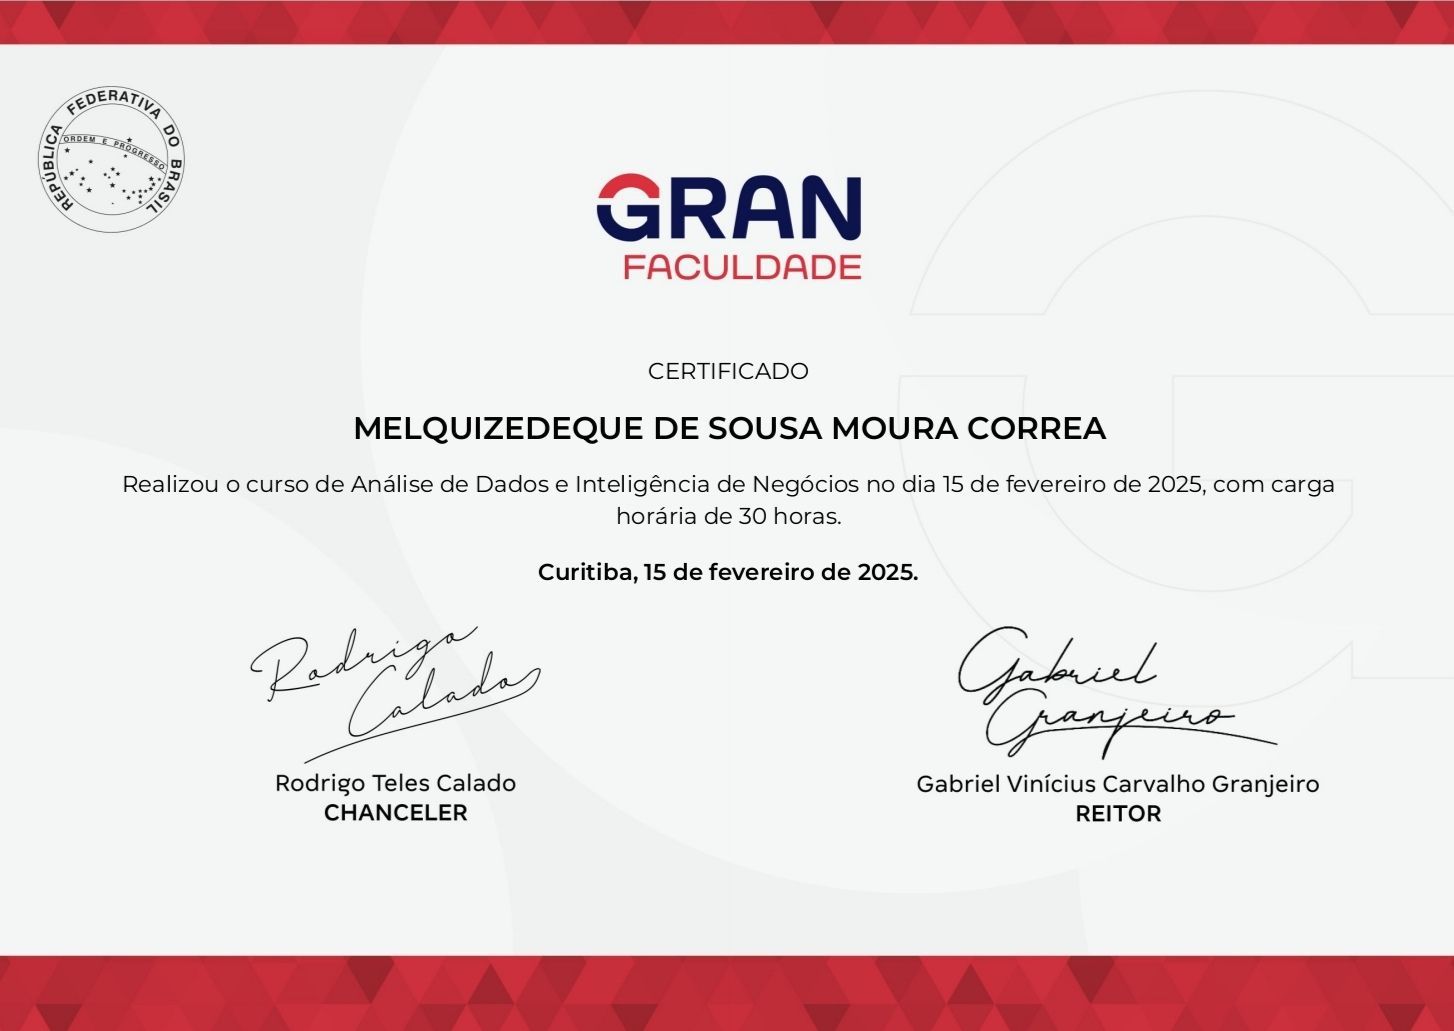 REPÚBLICA FEDERATIVA DO BRASIL
ORDEM E PROGRESSO
GRAN
FACULDADE
CERTIFICADO
MELQUIZEDEQUE DE SOUSA MOURA CORREA
Realizou o curso de Análise de Dados e Inteligência de Negócios no dia 15 de fevereiro de 2025, com carga
horária de 30 horas.
Curitiba, 15 de fevereiro de 2025.
Rodrigo
Calado
Rodrigo Teles Calado
CHANCELER
Gabriel
Granjeiro
Gabriel Vinícius Carvalho Granjeiro
REITOR